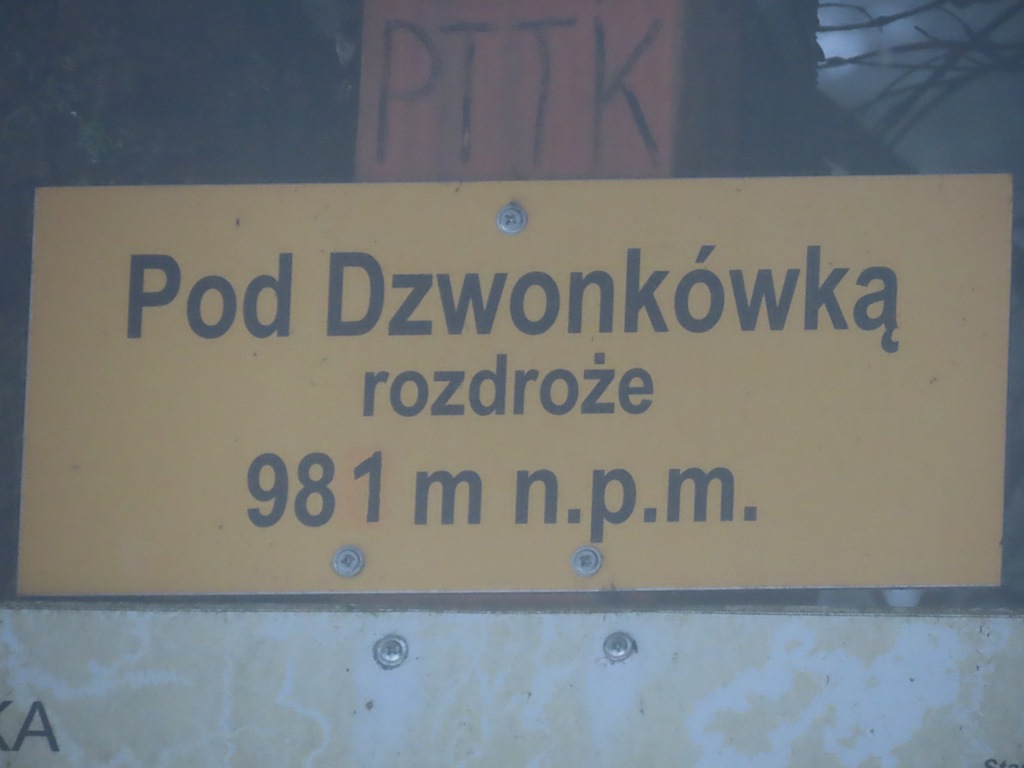 PTTK
Pod Dzwonkówką
rozdroże
981 m n.p.m.
KA